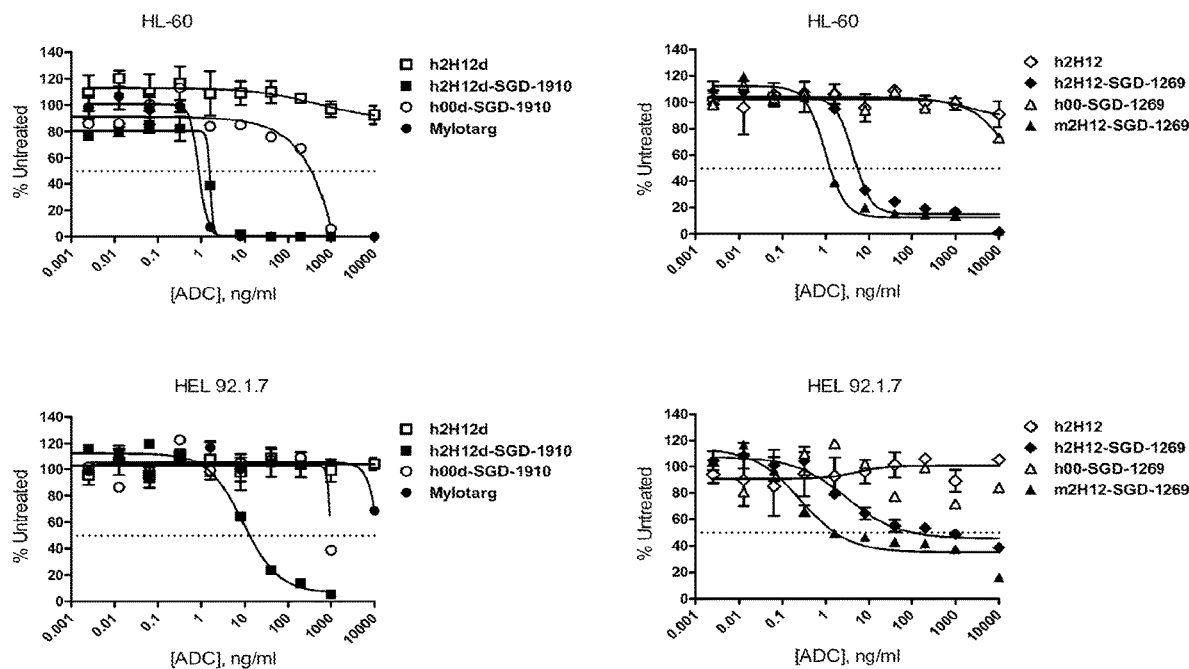 HL-60
% Untreated
140
120
100
80
60
40
20
0
0.001
0.01
0.1
1
10
100
1000
10000
[ADC], ng/ml
h2H12d
h2H12d-SGD-1910
h00d-SGD-1910
Mylotarg
HL-60
% Untreated
140
120
100
80
60
40
20
0
0.001
0.01
0.1
1
10
100
1000
10000
[ADC], ng/ml
h2H12
h2H12-SGD-1269
h00-SGD-1269
m2H12-SGD-1269
HEL 92.1.7
% Untreated
140
120
100
80
60
40
20
0
0.001
0.01
0.1
1
10
100
1000
10000
[ADC], ng/ml
h2H12d
h2H12d-SGD-1910
h00d-SGD-1910
Mylotarg
HEL 92.1.7
% Untreated
140
120
100
80
60
40
20
0
0.001
0.01
0.1
1
10
100
1000
10000
[ADC], ng/ml
h2H12
h2H12-SGD-1269
h00-SGD-1269
m2H12-SGD-1269